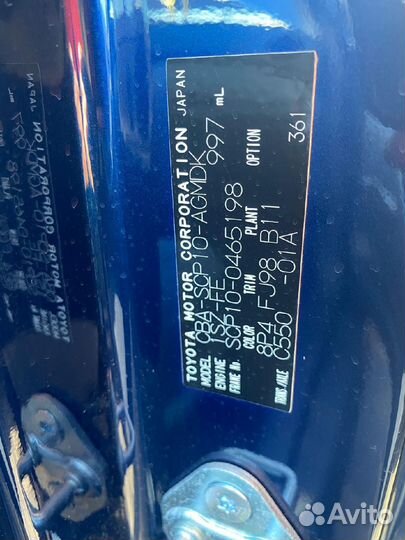 TOYOTA MOTOR CORPORATION JAPAN
MODEL CBA-SCP10-AGMDK
ENGINE 1SZ-FE 997 mL
FRAME No. SCP10-0465198
COLOR TRIM PLANT OPTION
8P4 FJ98 B11 361
TRANS./AXLE C550 -01A
Avito